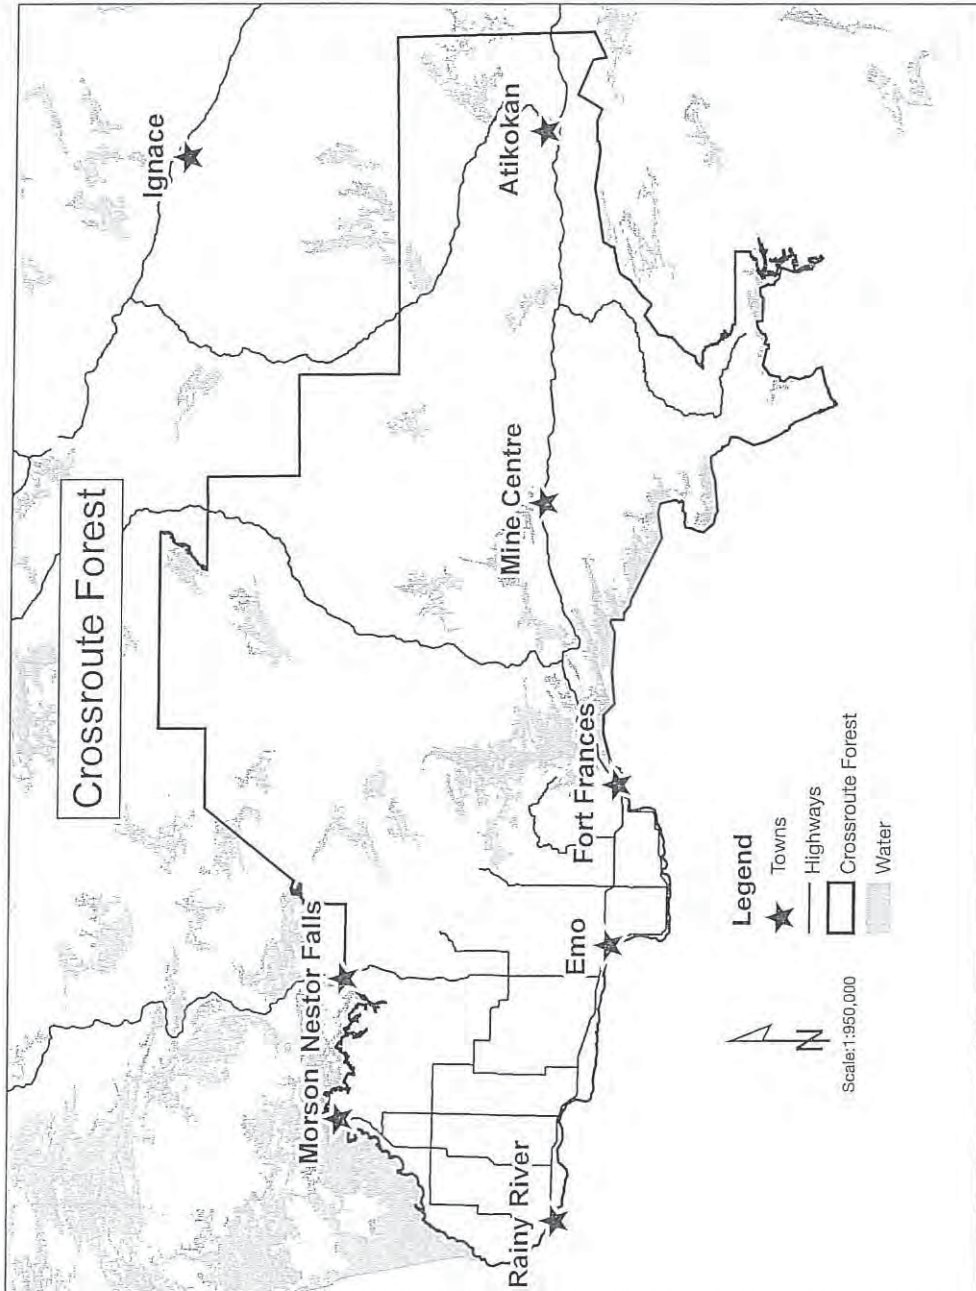 Crossroute Forest
Ignace
Atikokan
Mine Centre
Fort Frances
Nestor Falls
Morson
Emo
Rainy River
Legend
Towns
Highways
Crossroute Forest
Water
N
Scale:1:950,000